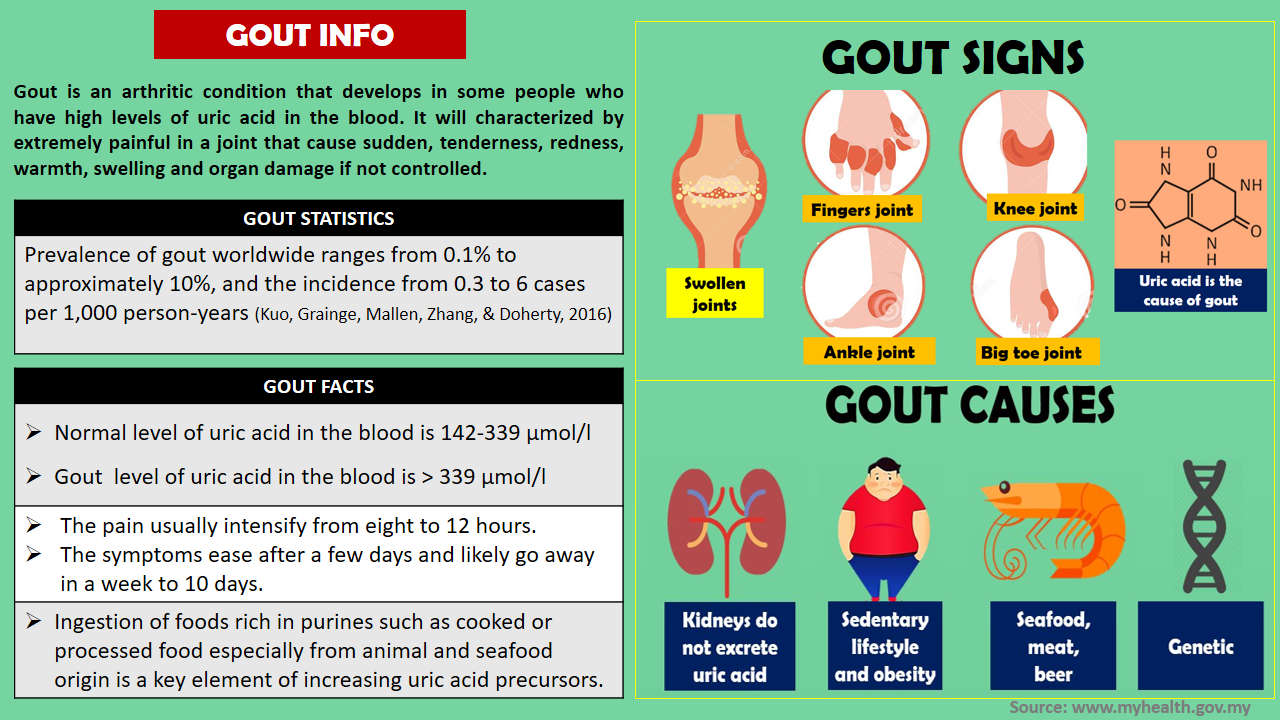 GOUT INFO
Gout is an arthritic condition that develops in some people who
have high levels of uric acid in the blood. It will characterized by
extremely painful in a joint that cause sudden, tenderness, redness,
warmth, swelling and organ damage if not controlled.
GOUT STATISTICS
Prevalence of gout worldwide ranges from 0.1% to
approximately 10%, and the incidence from 0.3 to 6 cases
per 1,000 person-years (Kuo, Grainge, Mallen, Zhang, & Doherty, 2016)
GOUT FACTS
➢ Normal level of uric acid in the blood is 142-339 µmol/l
➢ Gout level of uric acid in the blood is > 339 µmol/l
➢ The pain usually intensify from eight to 12 hours.
➢ The symptoms ease after a few days and likely go away
in a week to 10 days.
➢ Ingestion of foods rich in purines such as cooked or
processed food especially from animal and seafood
origin is a key element of increasing uric acid precursors.
GOUT SIGNS
Swollen
joints
Fingers joint
Knee joint
Ankle joint
Big toe joint
H
N
O
NH
O
O
N
H
N
H
Uric acid is the
cause of gout
GOUT CAUSES
Kidneys do
not excrete
uric acid
Sedentary
lifestyle
and obesity
Seafood,
meat,
beer
Genetic
Source: www.myhealth.gov.my